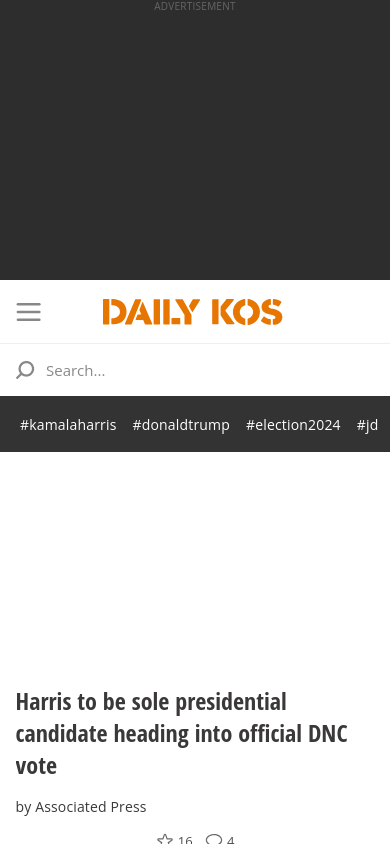 ADVERTISEMENT
DAILY KOS
Search...
#kamalaharris #donaldtrump #election2024 #jd
Harris to be sole presidential
candidate heading into official DNC
vote
by Associated Press
16 4